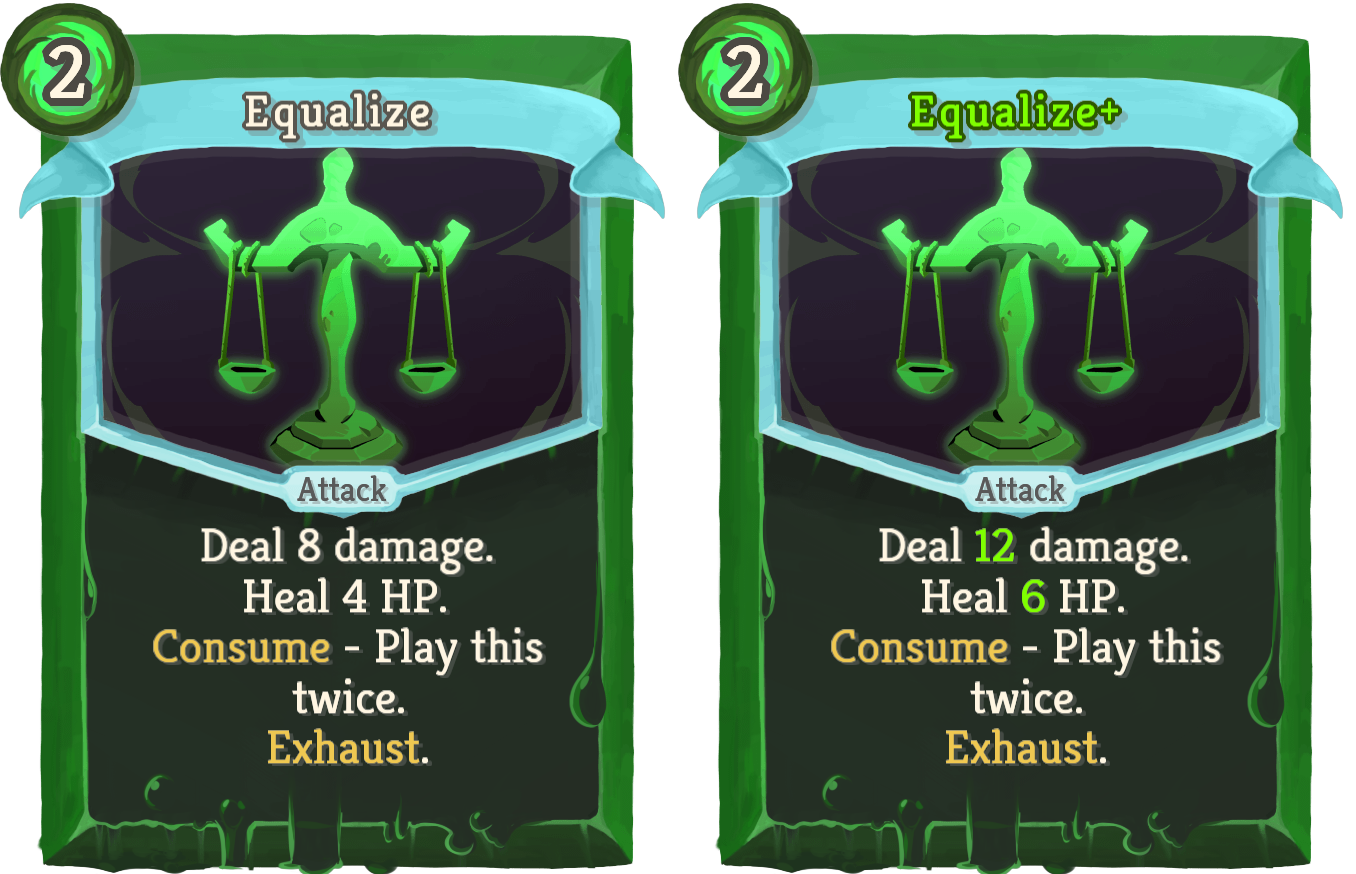 2
Equalize
Attack
Deal 8 damage.
Heal 4 HP.
Consume - Play this
twice.
Exhaust.
2
Equalize+
Attack
Deal 12 damage.
Heal 6 HP.
Consume - Play this
twice.
Exhaust.